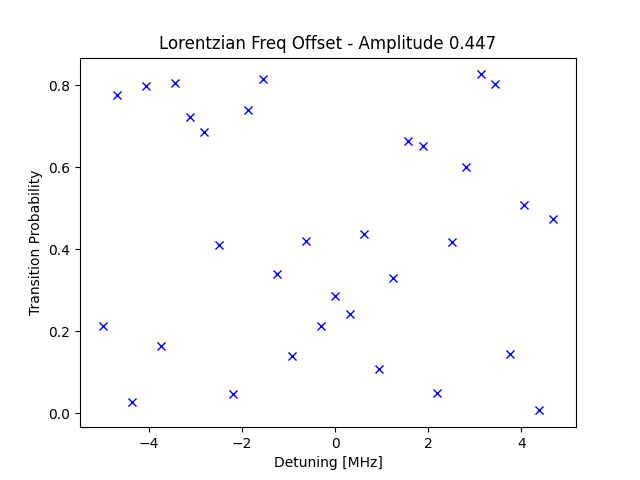 Lorentzian Freq Offset - Amplitude 0.447
0.8
0.6
0.4
0.2
0.0
Transition Probability
−4 −2 0 2 4
Detuning [MHz]